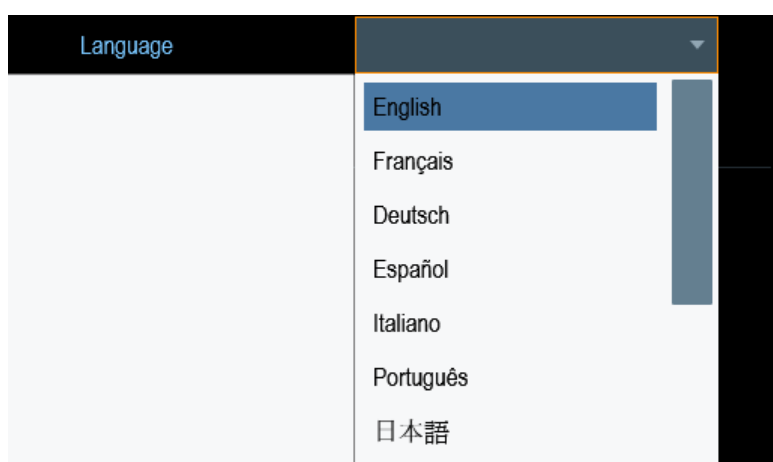 Language
English
Français
Deutsch
Español
Italiano
Português
日本語